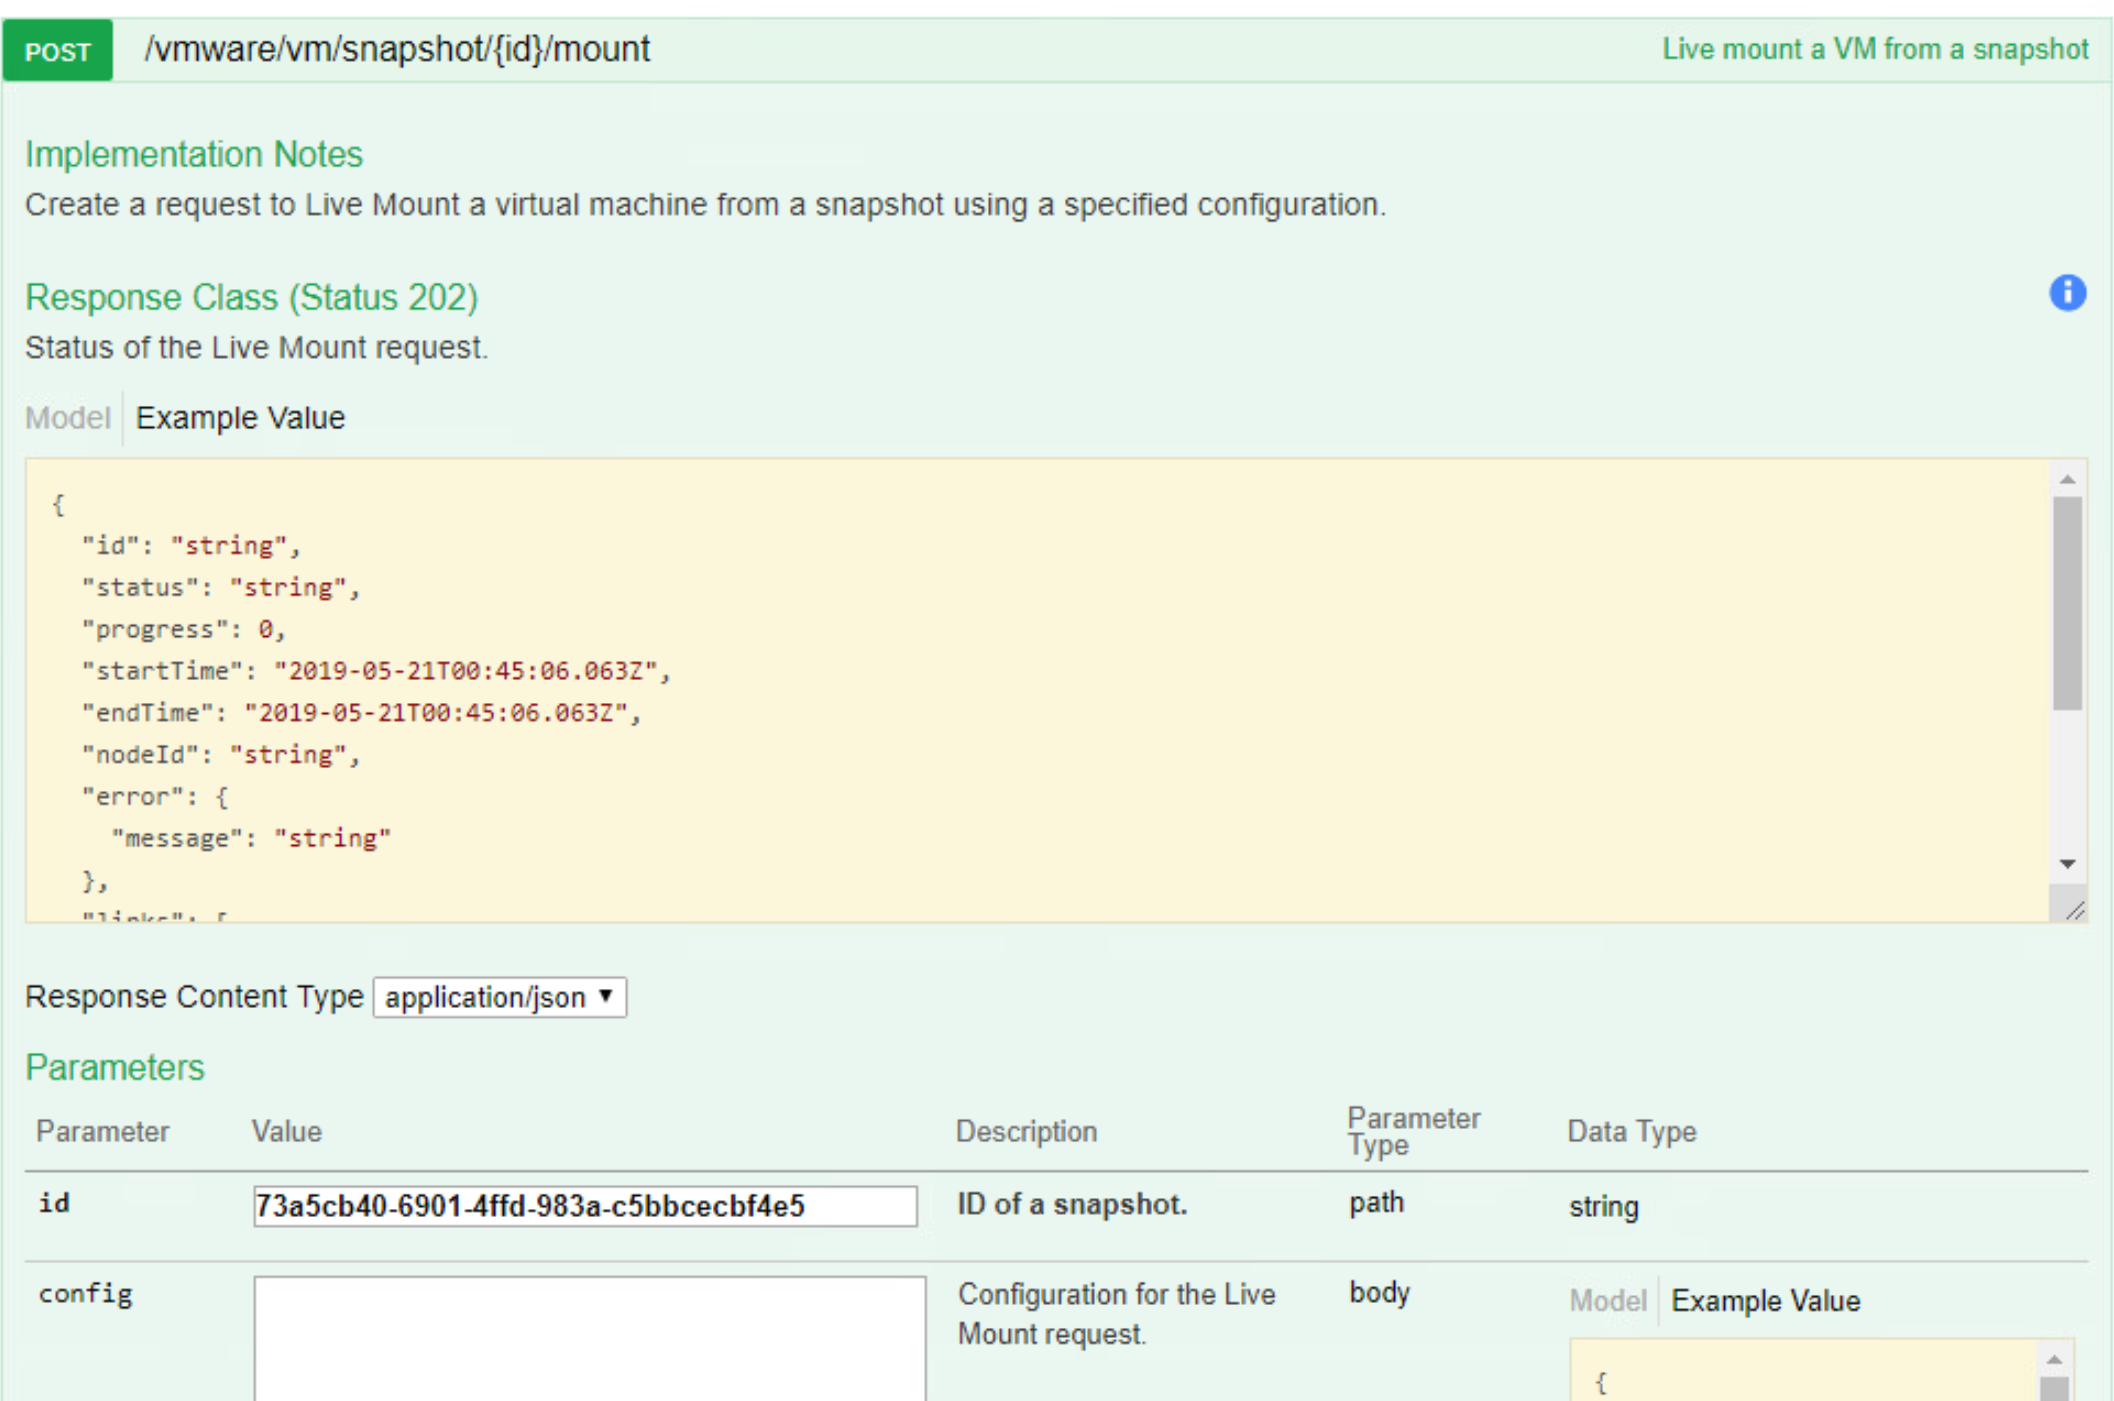 POST /vmware/vm/snapshot/{id}/mount Live mount a VM from a snapshot
Implementation Notes
Create a request to Live Mount a virtual machine from a snapshot using a specified configuration.
Response Class (Status 202)
Status of the Live Mount request.
Model Example Value
{
"id": "string",
"status": "string",
"progress": 0,
"startTime": "2019-05-21T00:45:06.063Z",
"endTime": "2019-05-21T00:45:06.063Z",
"nodeId": "string",
"error": {
"message": "string"
},
"links": [
Response Content Type application/json
Parameters
Parameter Value Description Parameter Type Data Type
id 73a5cb40-6901-4ffd-983a-c5bbcecbf4e5 ID of a snapshot. path string
config Configuration for the Live Mount request. body Model Example Value
{